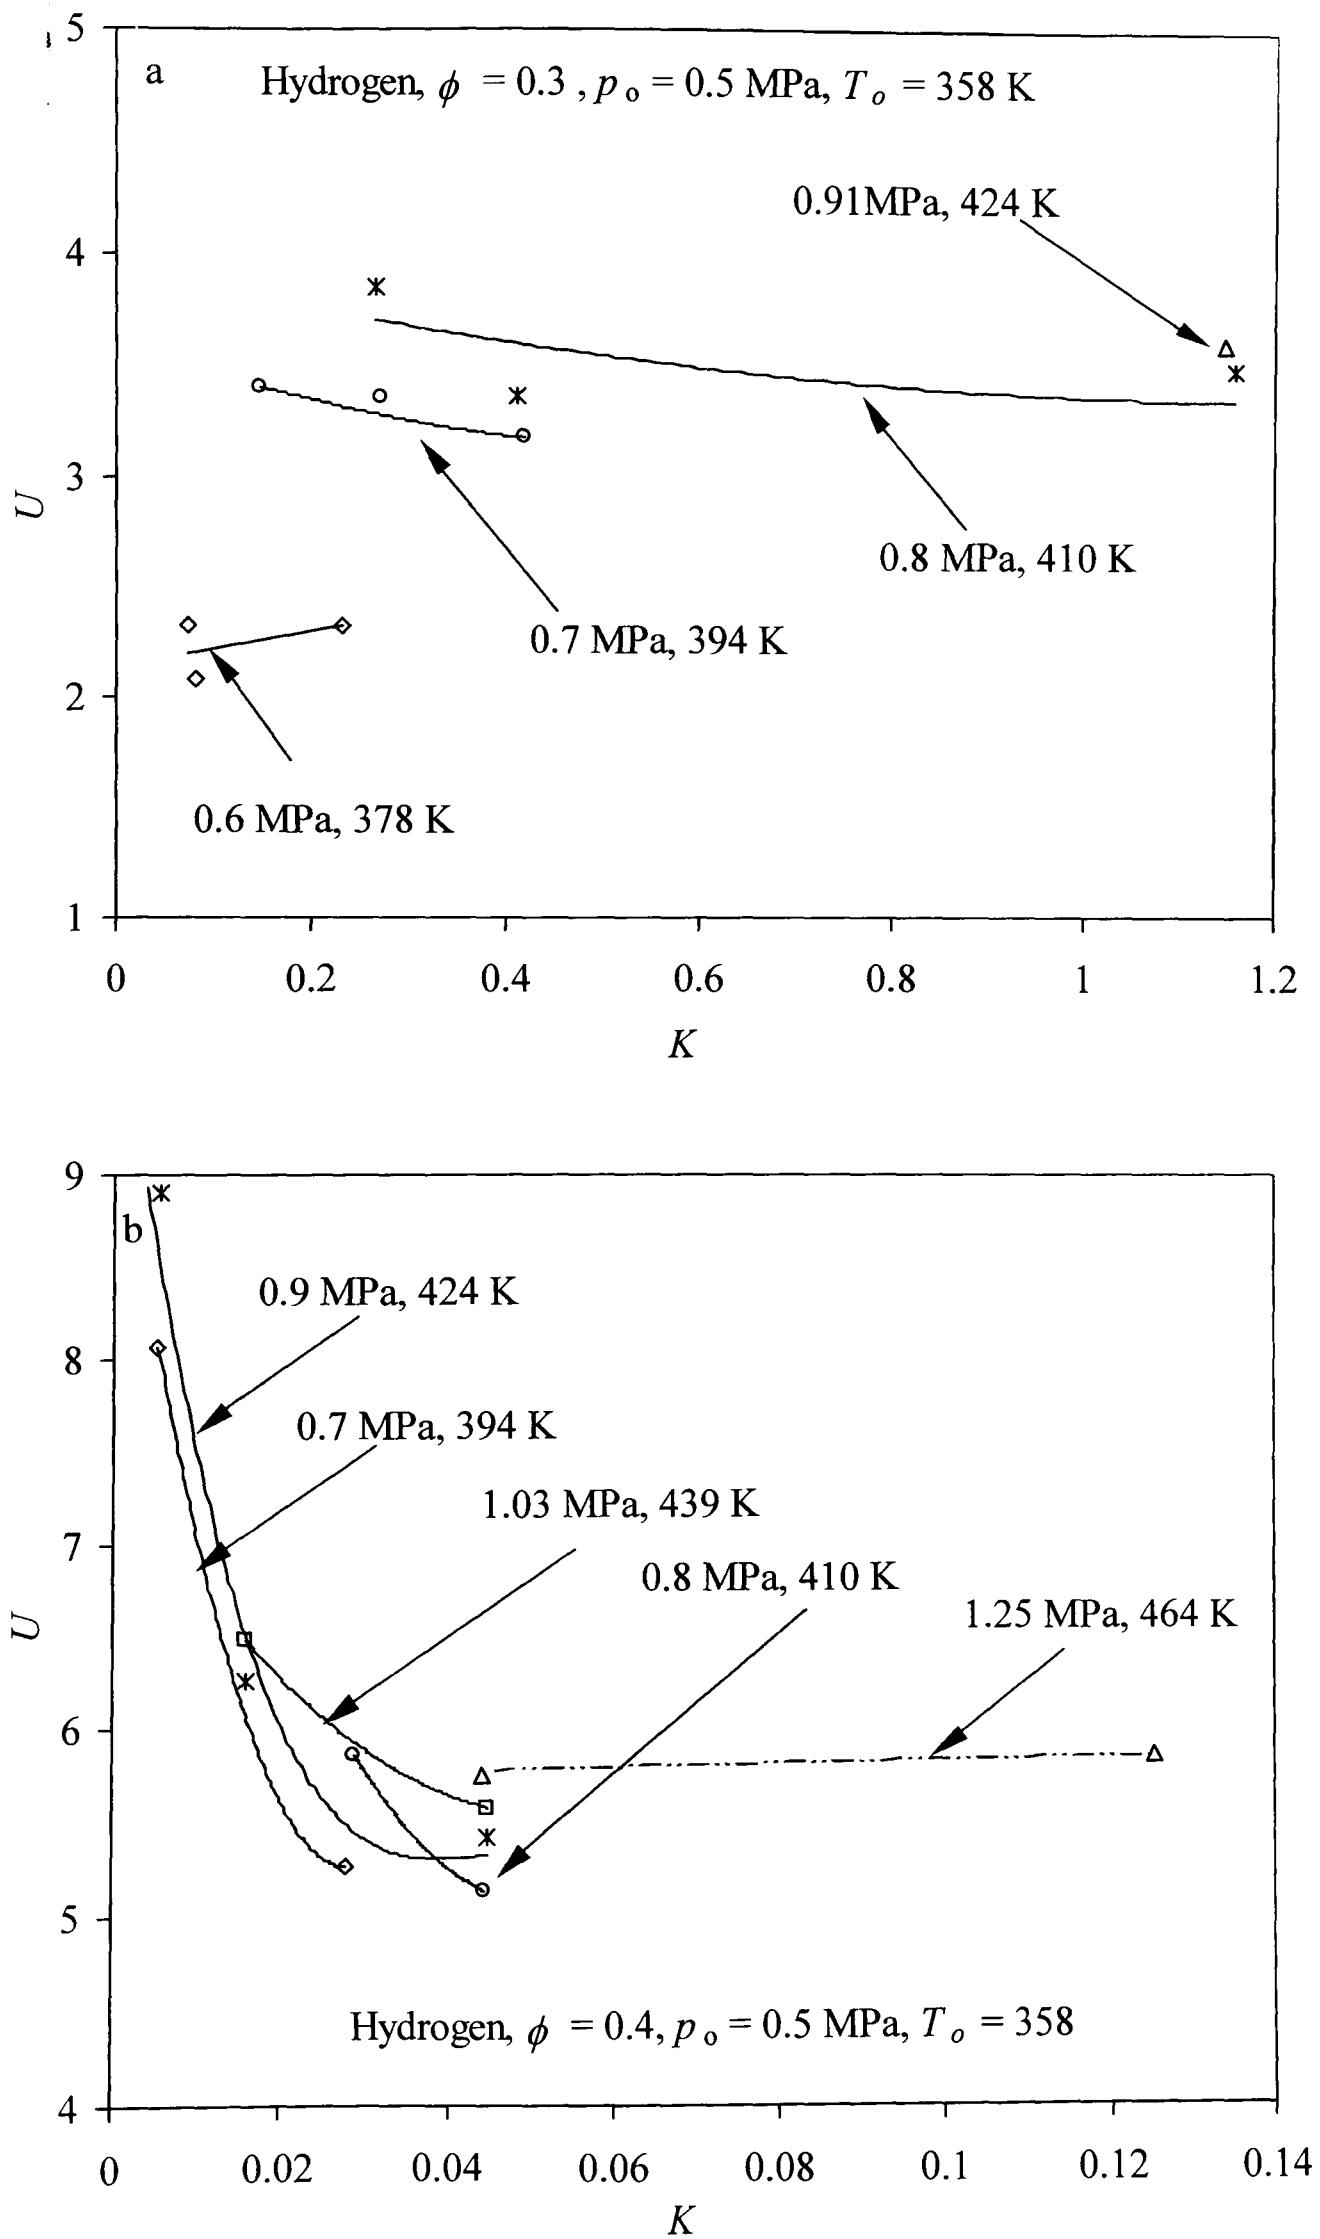 5
a
Hydrogen, ϕ = 0.3 , p o = 0.5 MPa, T o = 358 K
0.91MPa, 424 K
4
3
U
0.8 MPa, 410 K
0.7 MPa, 394 K
2
0.6 MPa, 378 K
1
0 0.2 0.4 0.6 0.8 1 1.2
K
9
b
0.9 MPa, 424 K
8
0.7 MPa, 394 K
1.03 MPa, 439 K
7
0.8 MPa, 410 K
1.25 MPa, 464 K
U
6
5
Hydrogen, ϕ = 0.4, p o = 0.5 MPa, T o = 358
4
0 0.02 0.04 0.06 0.08 0.1 0.12 0.14
K